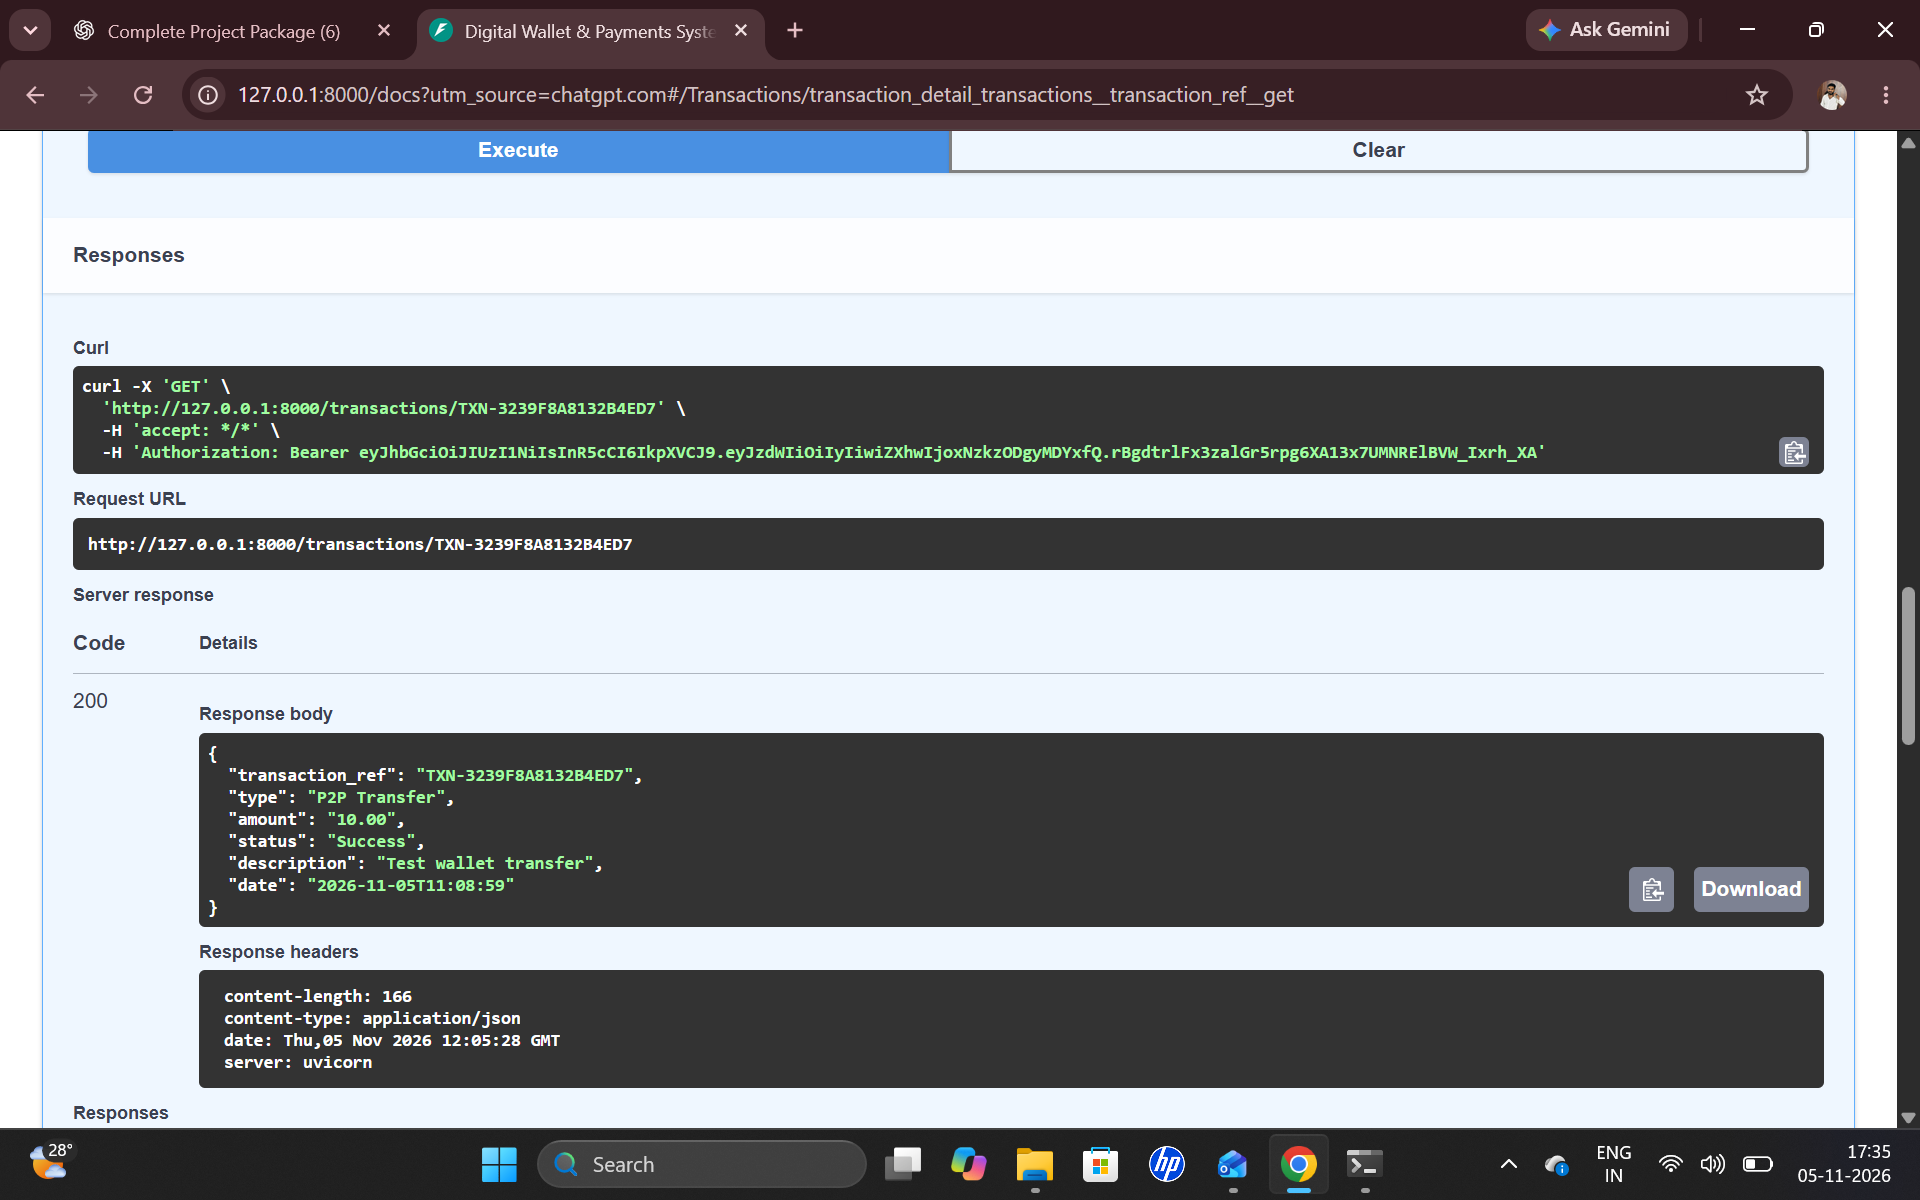 Complete Project Package (6)
Digital Wallet & Payments Syste
Ask Gemini
127.0.0.1:8000/docs?utm_source=chatgpt.com#/Transactions/transaction_detail_transactions__transaction_ref__get
Execute
Clear
Responses
Curl
curl -X 'GET' \
'http://127.0.0.1:8000/transactions/TXN-3239F8A8132B4ED7' \
-H 'accept: */*' \
-H 'Authorization: Bearer eyJhbGciOiJIUzI1NiIsInR5cCI6IkpXVCJ9.eyJzdWIiOiIyIiwiZXhwIjoxNzkzODgyMDYxfQ.rBgdtrlFx3zalGr5rpg6XA13x7UMNRElBVW_Ixrh_XA'
Request URL
http://127.0.0.1:8000/transactions/TXN-3239F8A8132B4ED7
Server response
Code
Details
200
Response body
{
"transaction_ref": "TXN-3239F8A8132B4ED7",
"type": "P2P Transfer",
"amount": "10.00",
"status": "Success",
"description": "Test wallet transfer",
"date": "2026-11-05T11:08:59"
}
Download
Response headers
content-length: 166
content-type: application/json
date: Thu,05 Nov 2026 12:05:28 GMT
server: uvicorn
Responses
28°
Search
hp
ENG
IN
17:35
05-11-2026